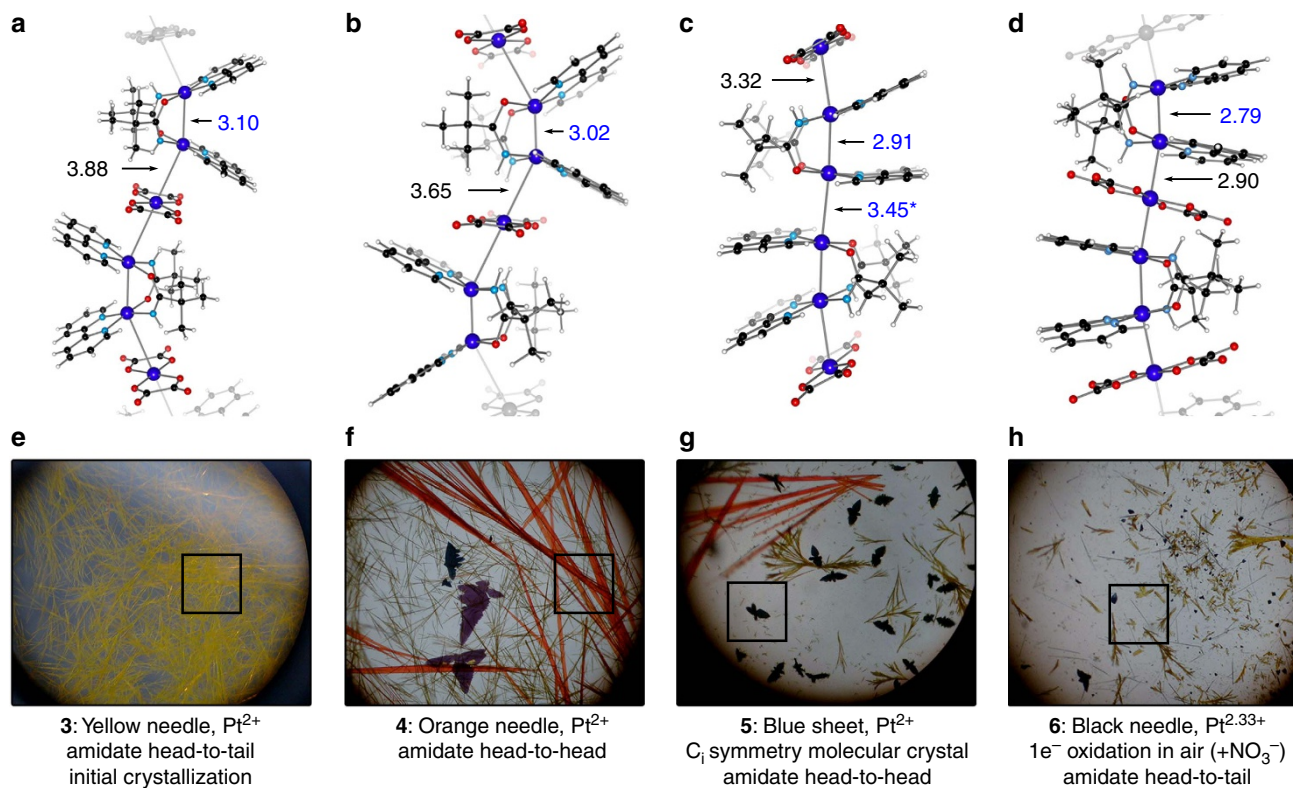 a
b
c
d
3.10
3.88
3.02
3.65
3.32
2.91
3.45*
2.79
2.90
e
f
g
h
3: Yellow needle, Pt²⁺
amidate head-to-tail
initial crystallization
4: Orange needle, Pt²⁺
amidate head-to-head
5: Blue sheet, Pt²⁺
Cᵢ symmetry molecular crystal
amidate head-to-head
6: Black needle, Pt²·³³⁺
1e⁻ oxidation in air (+NO₃⁻)
amidate head-to-tail